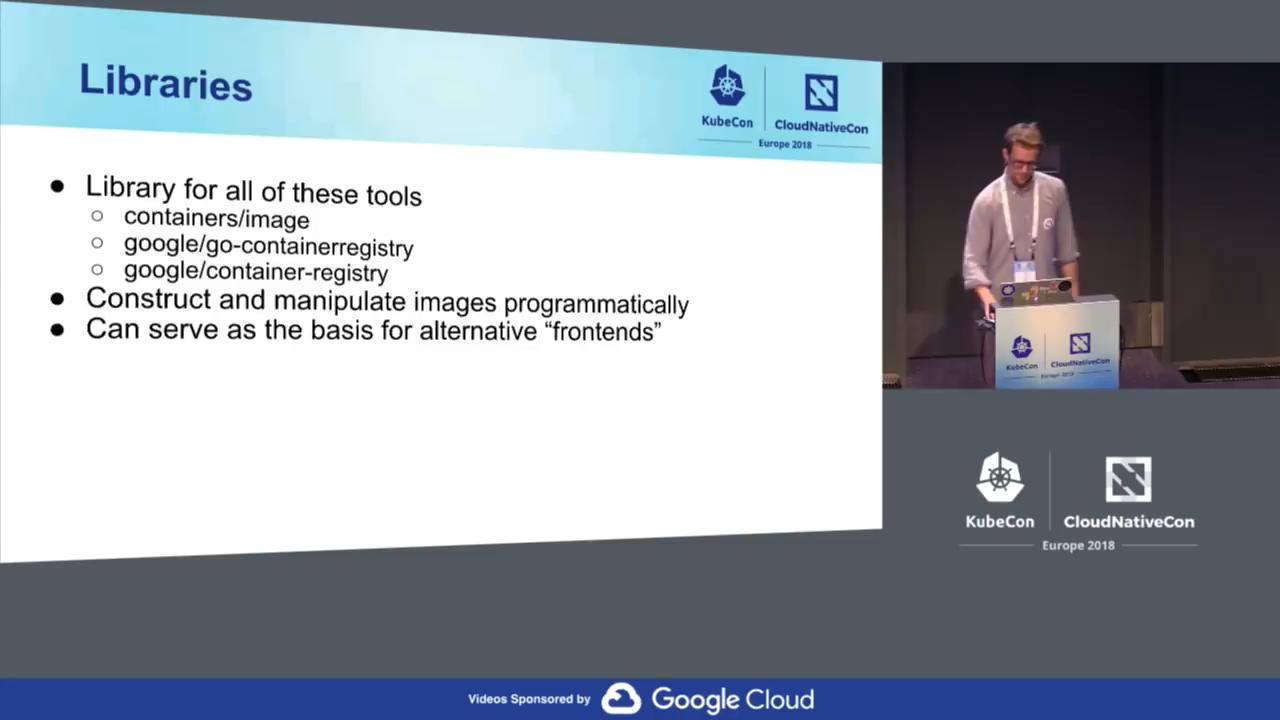 Libraries
KubeCon
CloudNativeCon
Europe 2018
● Library for all of these tools
○ containers/image
○ google/go-containerregistry
○ google/container-registry
● Construct and manipulate images programmatically
● Can serve as the basis for alternative “frontends”
KubeCon
CloudNativeCon
Europe 2018
KubeCon
CloudNativeCon
Europe 2018
Videos Sponsored by
Google Cloud